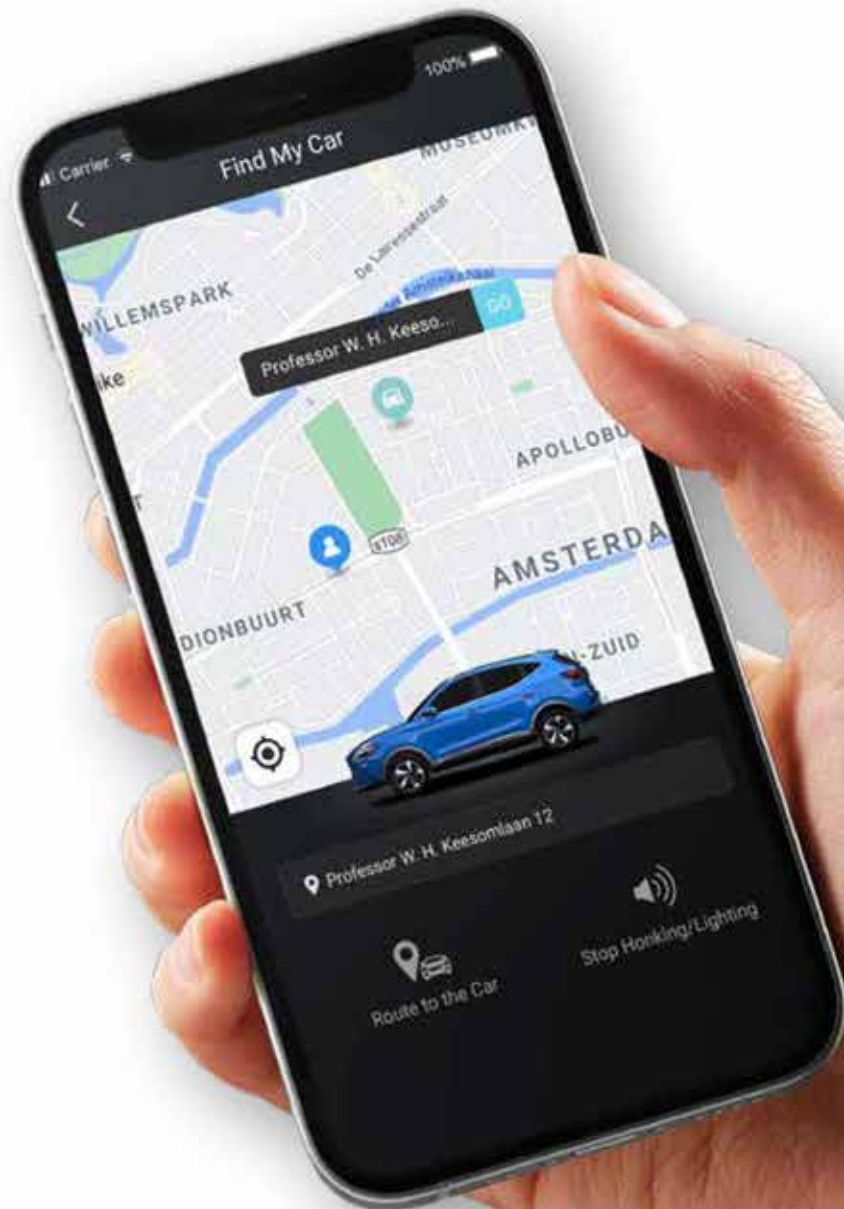 100%
Carrier
Find My Car
MUSEUMK
De Lairessestraat
WILLEMSPARK
GO
Professor W. H. Keeso...
ike
APOLLOBU
S108
AMSTERDA
DIONBUURT
-ZUID
Professor W. H. Keesomlaan 12
Stop Honking/Lighting
Route to the Car